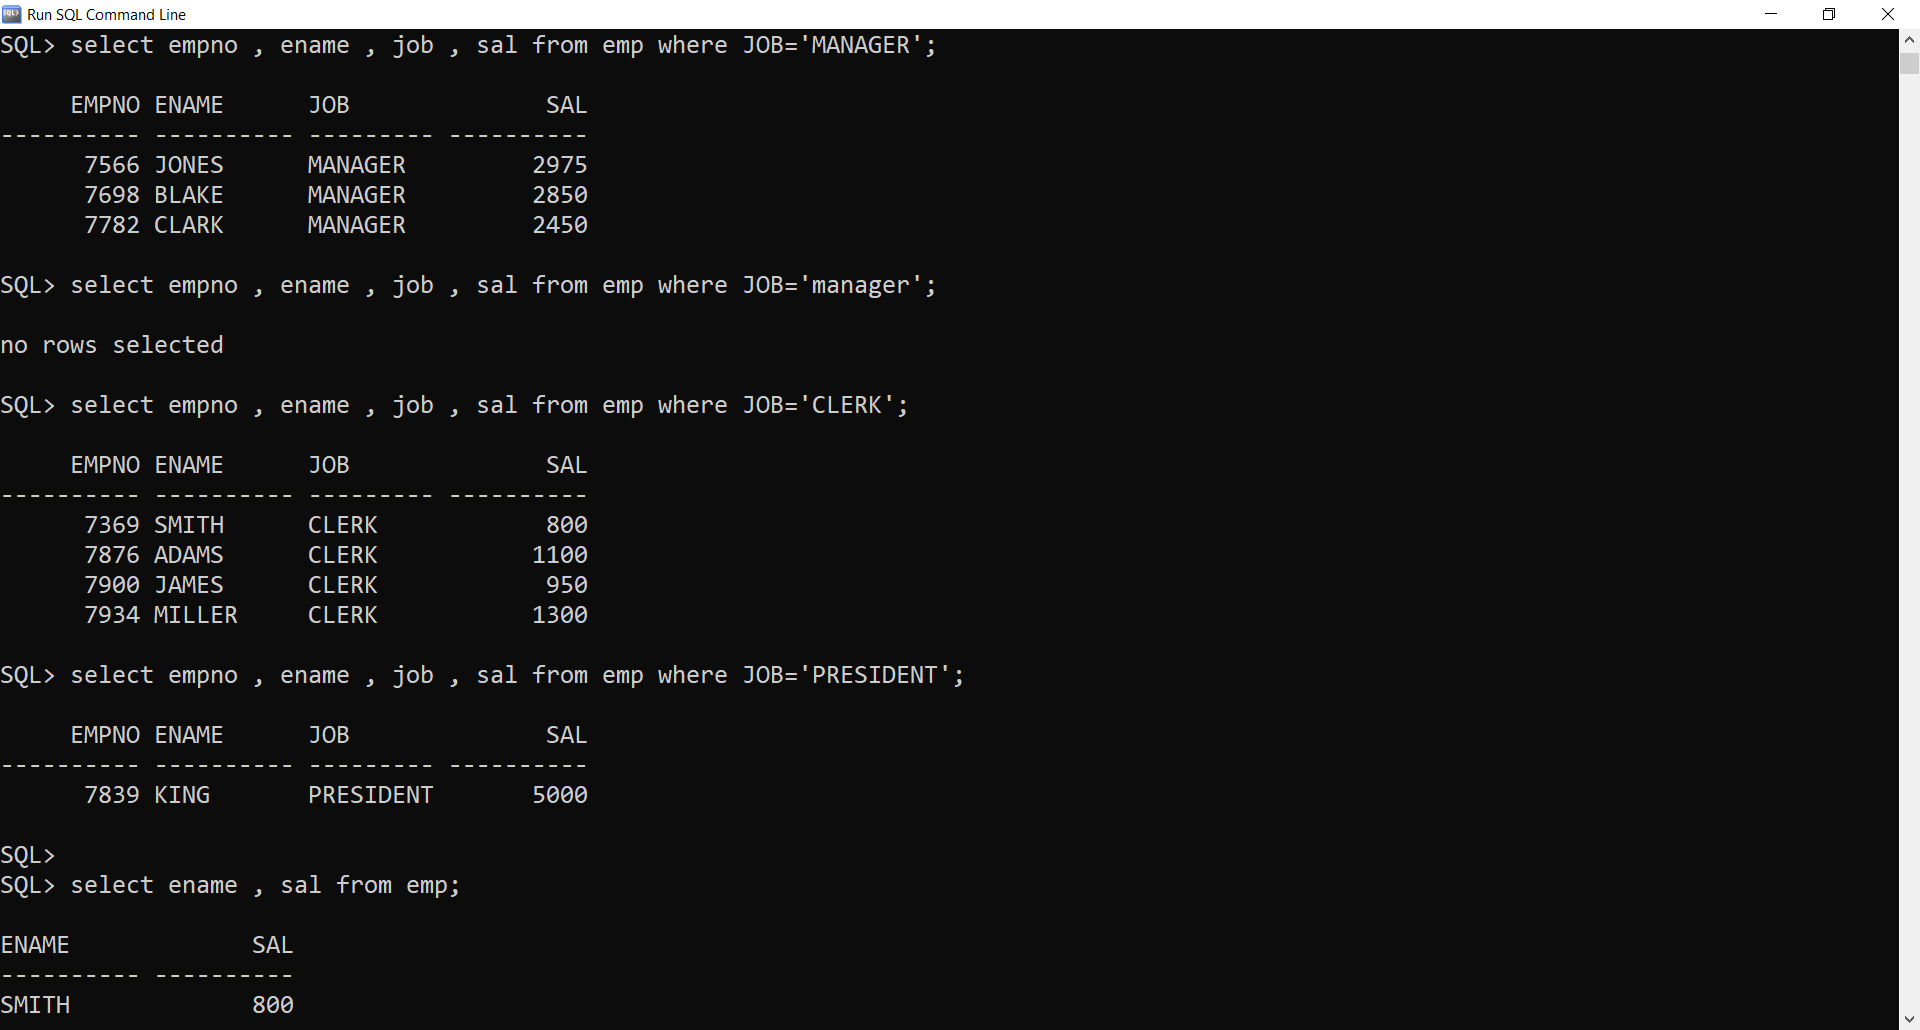 Run SQL Command Line
SQL> select empno , ename , job , sal from emp where JOB='MANAGER';
     EMPNO ENAME      JOB              SAL
---------- ---------- --------- ----------
      7566 JONES      MANAGER         2975
      7698 BLAKE      MANAGER         2850
      7782 CLARK      MANAGER         2450
SQL> select empno , ename , job , sal from emp where JOB='manager';
no rows selected
SQL> select empno , ename , job , sal from emp where JOB='CLERK';
     EMPNO ENAME      JOB              SAL
---------- ---------- --------- ----------
      7369 SMITH      CLERK            800
      7876 ADAMS      CLERK           1100
      7900 JAMES      CLERK            950
      7934 MILLER     CLERK           1300
SQL> select empno , ename , job , sal from emp where JOB='PRESIDENT';
     EMPNO ENAME      JOB              SAL
---------- ---------- --------- ----------
      7839 KING       PRESIDENT       5000
SQL>
SQL> select ename , sal from emp;
ENAME             SAL
---------- ----------
SMITH             800